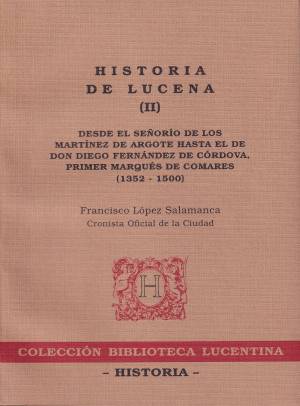 HISTORIA
DE LUCENA
(II)
DESDE EL SEÑORÍO DE LOS
MARTÍNEZ DE ARGOTE HASTA EL DE
DON DIEGO FERNÁNDEZ DE CÓRDOVA,
PRIMER MARQUÉS DE COMARES
(1352 - 1500)
Francisco López Salamanca
Cronista Oficial de la Ciudad
H
COLECCIÓN BIBLIOTECA LUCENTINA
– HISTORIA –